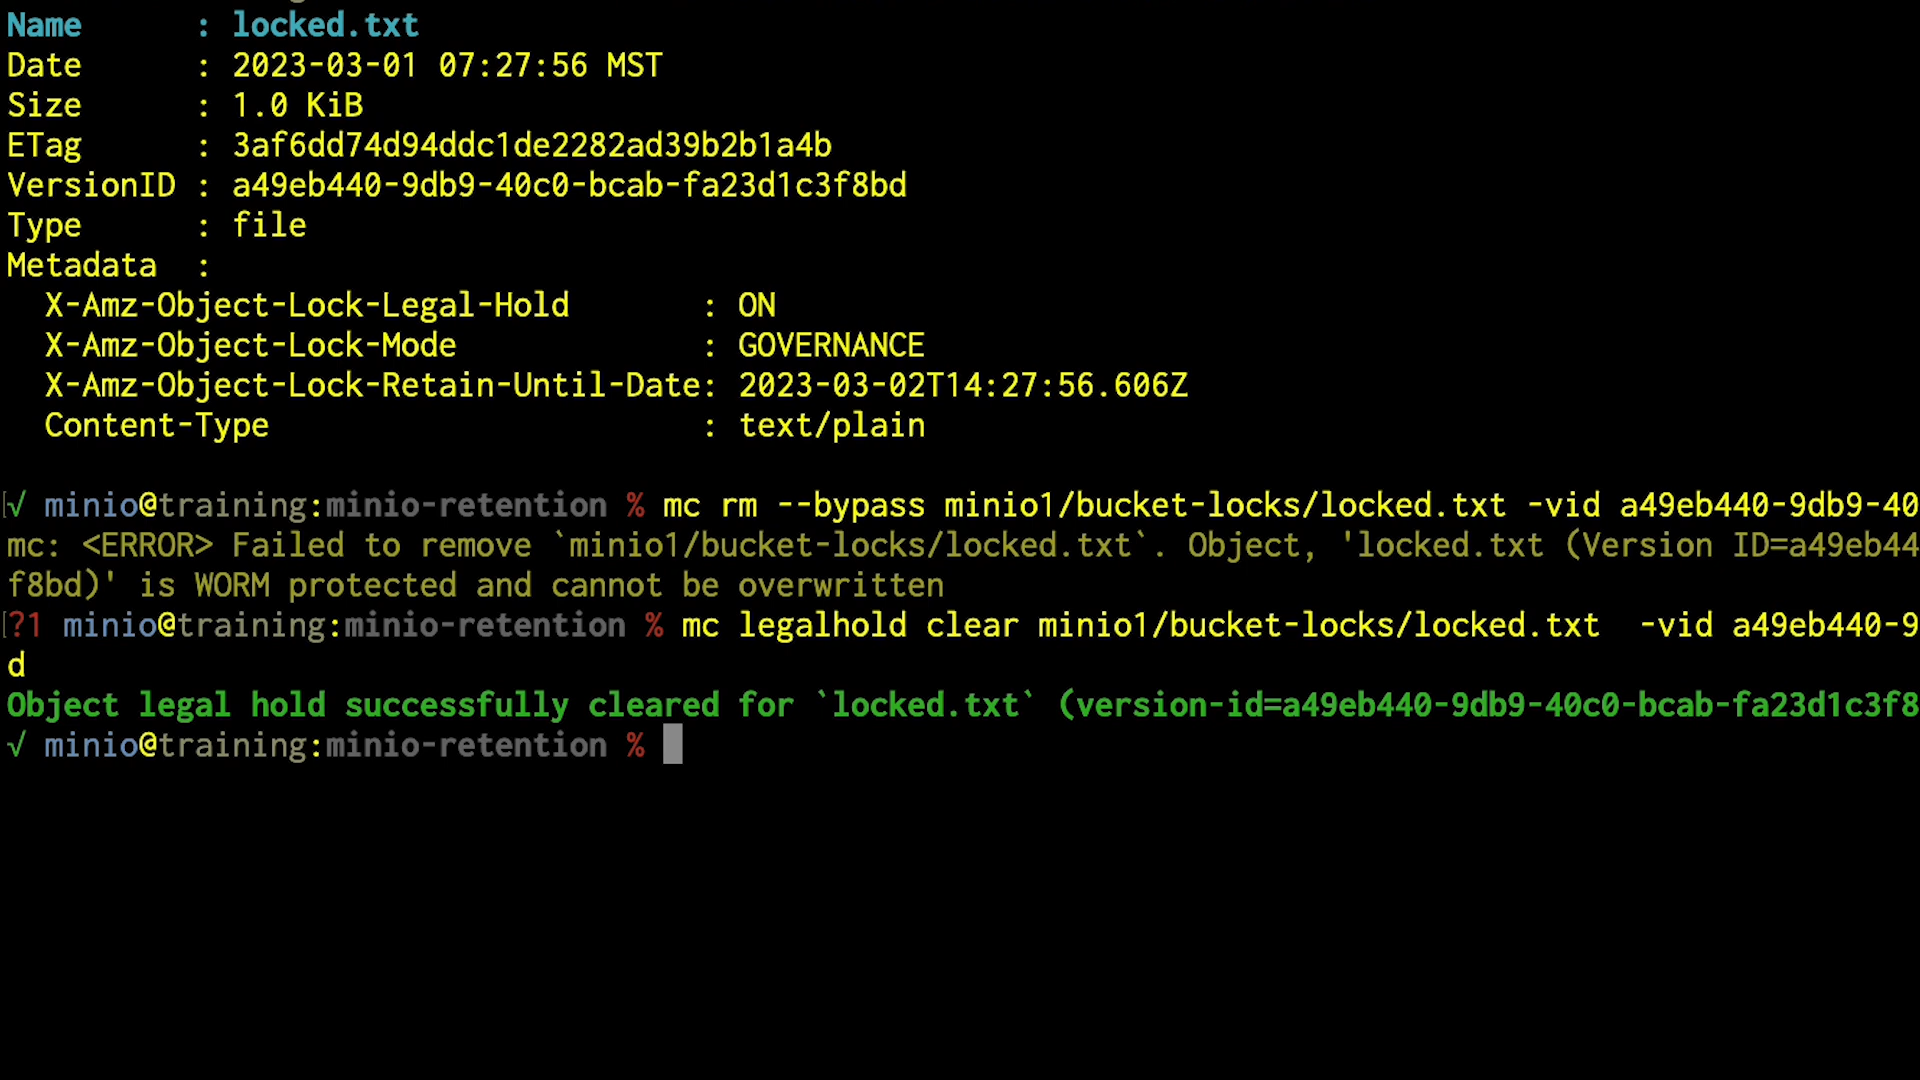 Name : locked.txt
Date : 2023-03-01 07:27:56 MST
Size : 1.0 KiB
ETag : 3af6dd74d94ddc1de2282ad39b2b1a4b
VersionID : a49eb440-9db9-40c0-bcab-fa23d1c3f8bd
Type : file
Metadata :
X-Amz-Object-Lock-Legal-Hold : ON
X-Amz-Object-Lock-Mode : GOVERNANCE
X-Amz-Object-Lock-Retain-Until-Date: 2023-03-02T14:27:56.606Z
Content-Type : text/plain
[√ minio@training:minio-retention % mc rm --bypass minio1/bucket-locks/locked.txt -vid a49eb440-9db9-40
mc: <ERROR> Failed to remove `minio1/bucket-locks/locked.txt`. Object, 'locked.txt (Version ID=a49eb44
f8bd)' is WORM protected and cannot be overwritten
[?1 minio@training:minio-retention % mc legalhold clear minio1/bucket-locks/locked.txt -vid a49eb440-9
d
Object legal hold successfully cleared for `locked.txt` (version-id=a49eb440-9db9-40c0-bcab-fa23d1c3f8
√ minio@training:minio-retention %